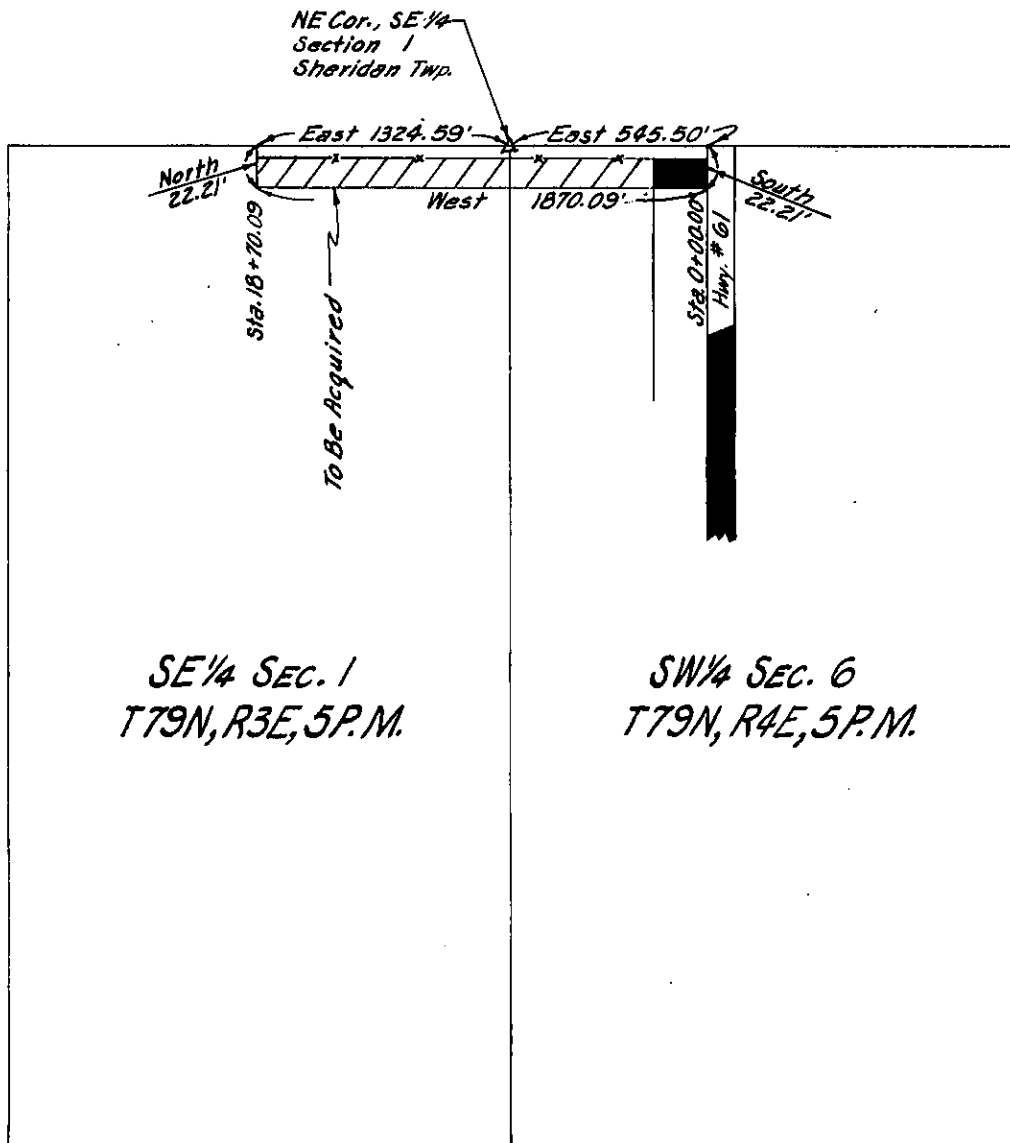 NE Cor., SE 1/4
Section 1
Sheridan Twp.
East 1324.59'
East 545.50'
North
22.21'
South
22.21'
West 1870.09'
Sta. 18+70.09
To Be Acquired
Sta. 0+00.00
Hwy. #61
SE 1/4 SEC. 1
T79N, R3E, 5P.M.
SW 1/4 SEC. 6
T79N, R4E, 5P.M.